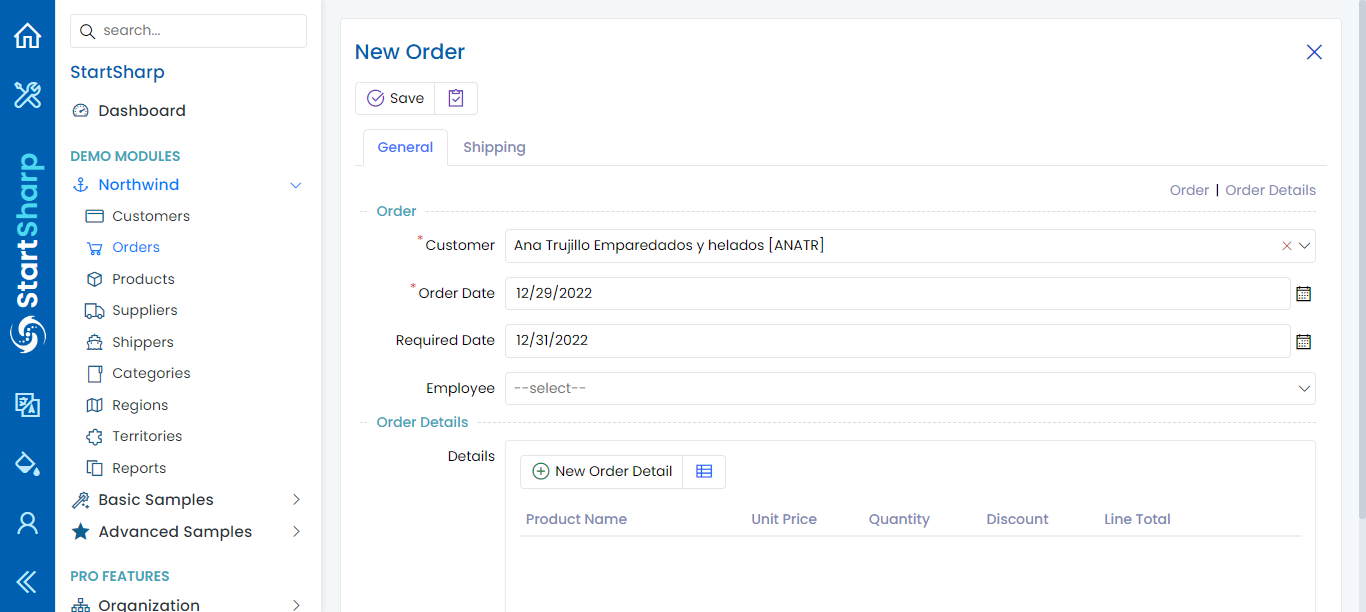 search...
StartSharp
StartSharp
Dashboard
DEMO MODULES
Northwind
Customers
Orders
Products
Suppliers
Shippers
Categories
Regions
Territories
Reports
Basic Samples
Advanced Samples
PRO FEATURES
Organization
New Order
Save
General Shipping
Order | Order Details
Order
* Customer Ana Trujillo Emparedados y helados [ANATR]
* Order Date 12/29/2022
Required Date 12/31/2022
Employee --select--
Order Details
Details
New Order Detail
Product Name Unit Price Quantity Discount Line Total